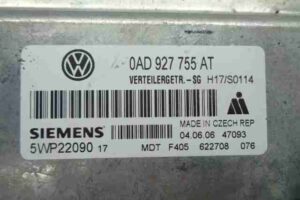 0AD 927 755 AT
VERTEILERGETR.-SG H17/S0114
SIEMENS
MADE IN CZECH REP
04.06.06 47093
5WP22090 17
MDT F405 622708 076